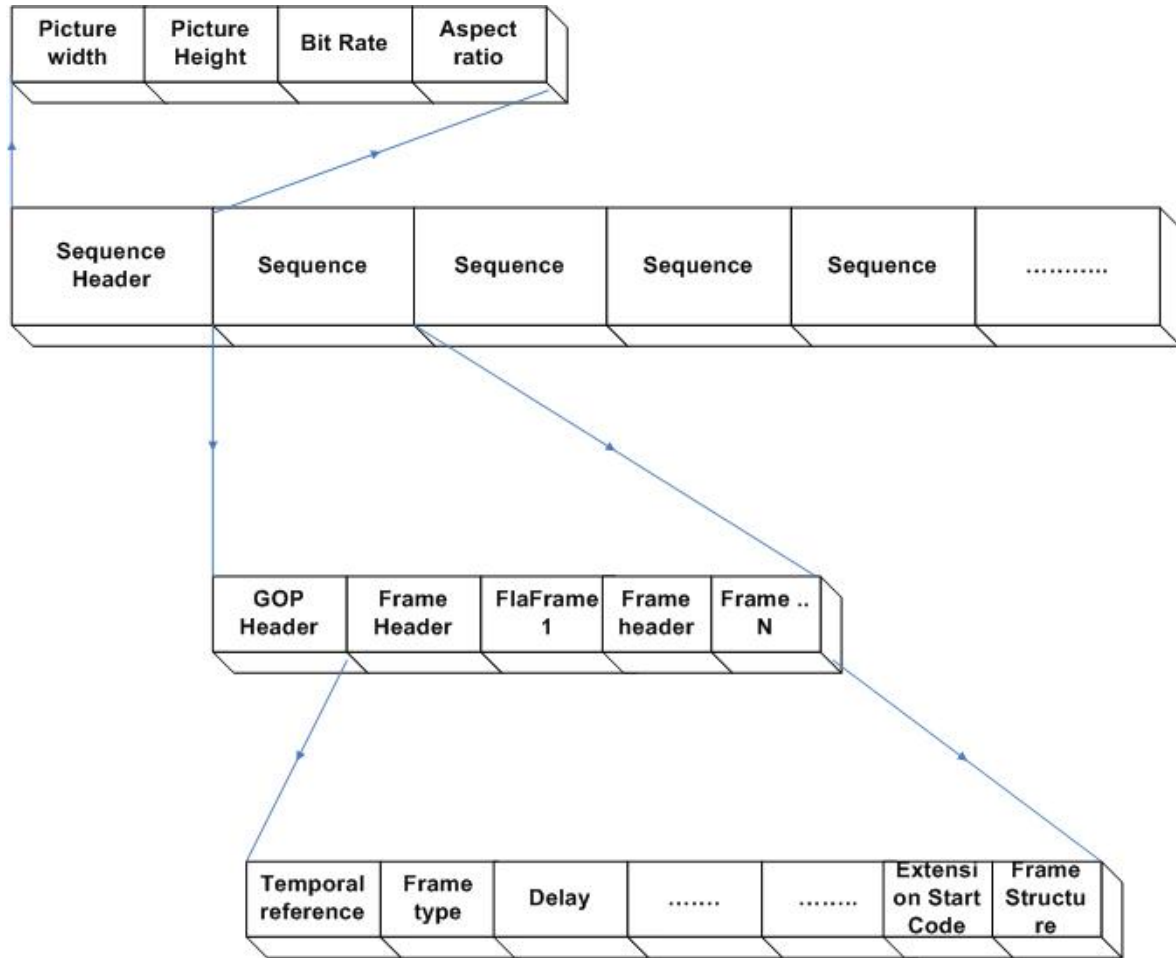 Picture
width
Picture
Height
Bit Rate
Aspect
ratio
Sequence
Header
Sequence
Sequence
Sequence
Sequence
...........
GOP
Header
Frame
Header
FlaFrame
1
Frame
header
Frame ..
N
Temporal
reference
Frame
type
Delay
.......
........
Extensi
on Start
Code
Frame
Structu
re